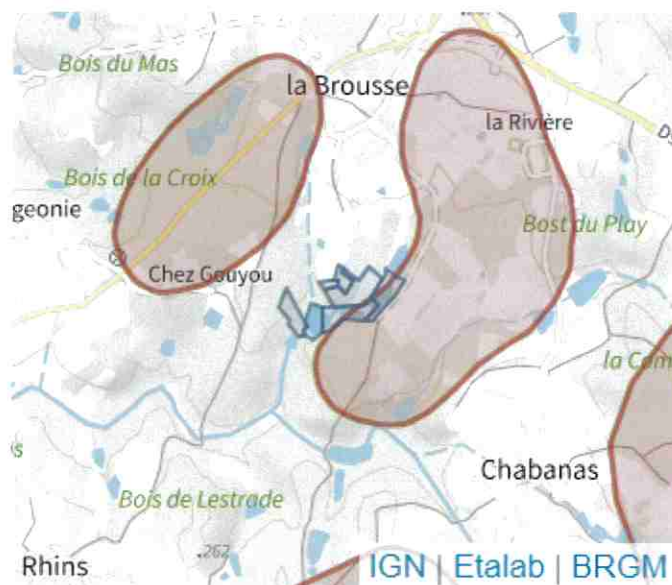 Bois du Mas
la Brousse
la Rivière
Bois de la Croix
geonie
Bost du Play
Chez Gouyou
la Com
Chabanas
Bois de Lestrade
.262
Rhins
IGN | Etalab | BRGM